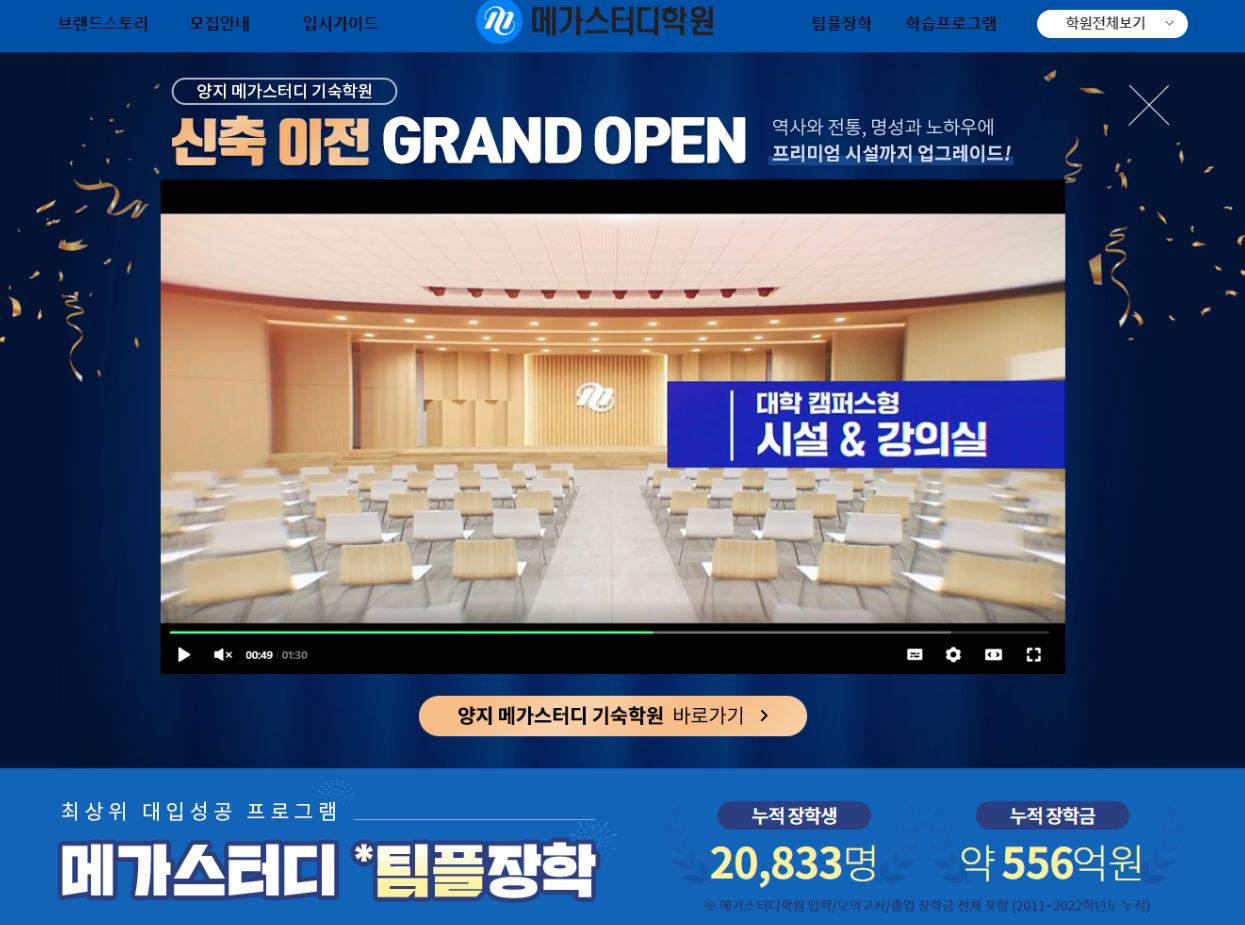 브랜드스토리 모집안내 입시가이드 메가스터디학원 팀플장학 학습프로그램 학원전체보기
양지 메가스터디 기숙학원
신축 이전 GRAND OPEN
역사와 전통, 명성과 노하우에
프리미엄 시설까지 업그레이드!
대학 캠퍼스형
시설 & 강의실
00:49 01:30
양지 메가스터디 기숙학원 바로가기
최상위 대입성공 프로그램
메가스터디 *팀플장학
누적 장학생
20,833명
누적 장학금
약 556억원
※ 메가스터디학원 입학/모의고사/졸업 장학금 전체 포함 (2011~2022학년도 누적)